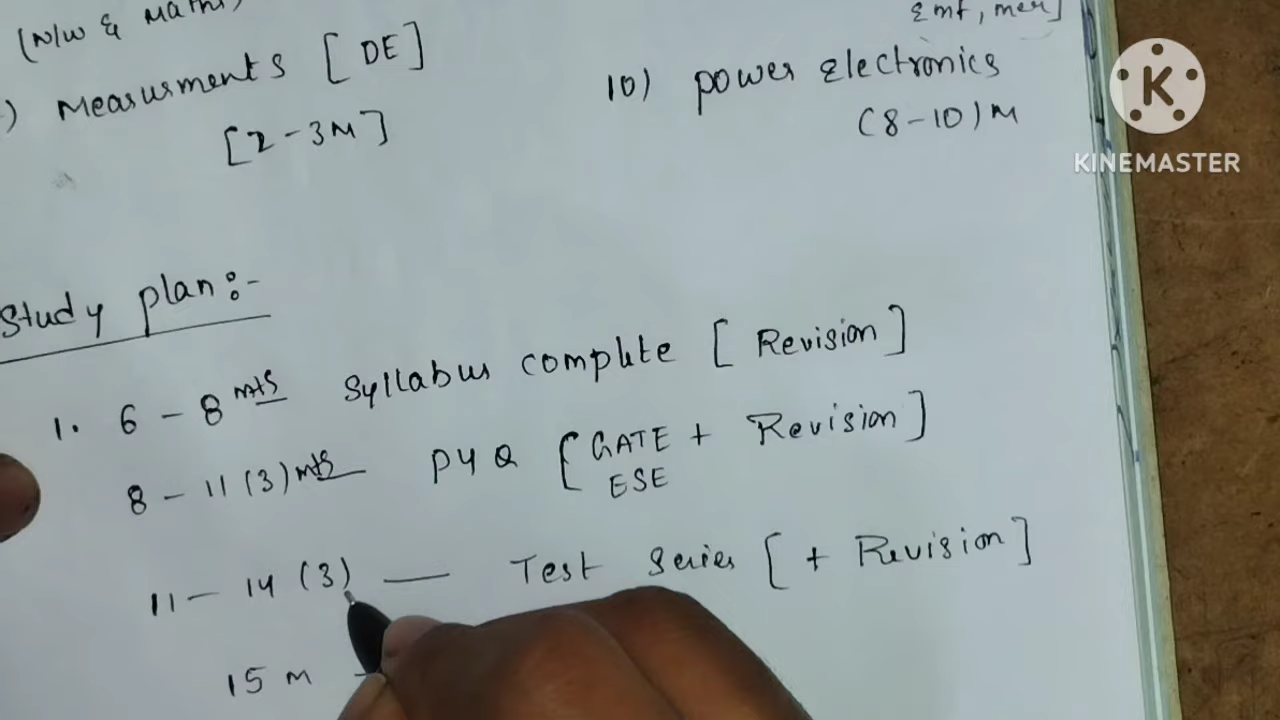 (N/W & Maths)
) Measurments [DE]
[2-3M]
Emf, mer]
10) power Electronics
(8-10)M
K
KINEMASTER
Study plan:-
1. 6-8 mts Syllabus complete [Revision]
8-11(3)mts PYQ [GATE + Revision]
ESE
11-14 (3) — Test series [+ Revision]
15 M